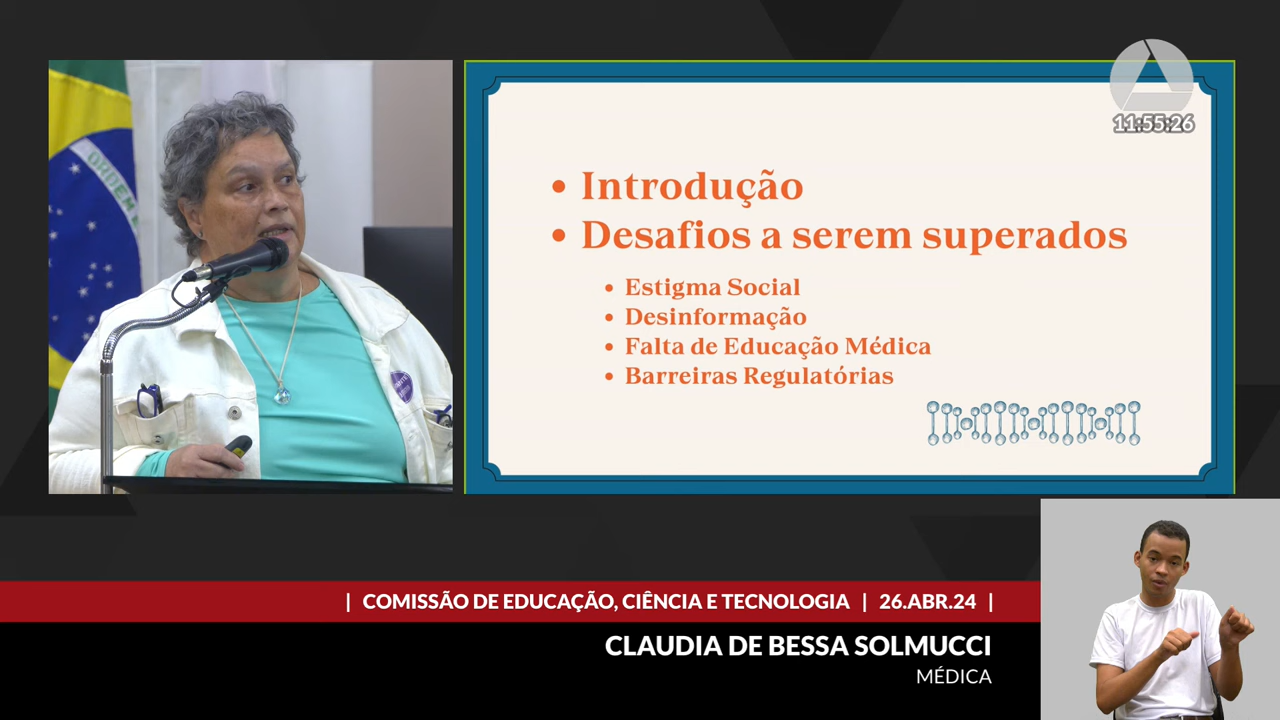 ORDEM E
11:55:26
• Introdução
• Desafios a serem superados
• Estigma Social
• Desinformação
• Falta de Educação Médica
• Barreiras Regulatórias
| COMISSÃO DE EDUCAÇÃO, CIÊNCIA E TECNOLOGIA | 26.ABR.24 |
CLAUDIA DE BESSA SOLMUCCI
MÉDICA